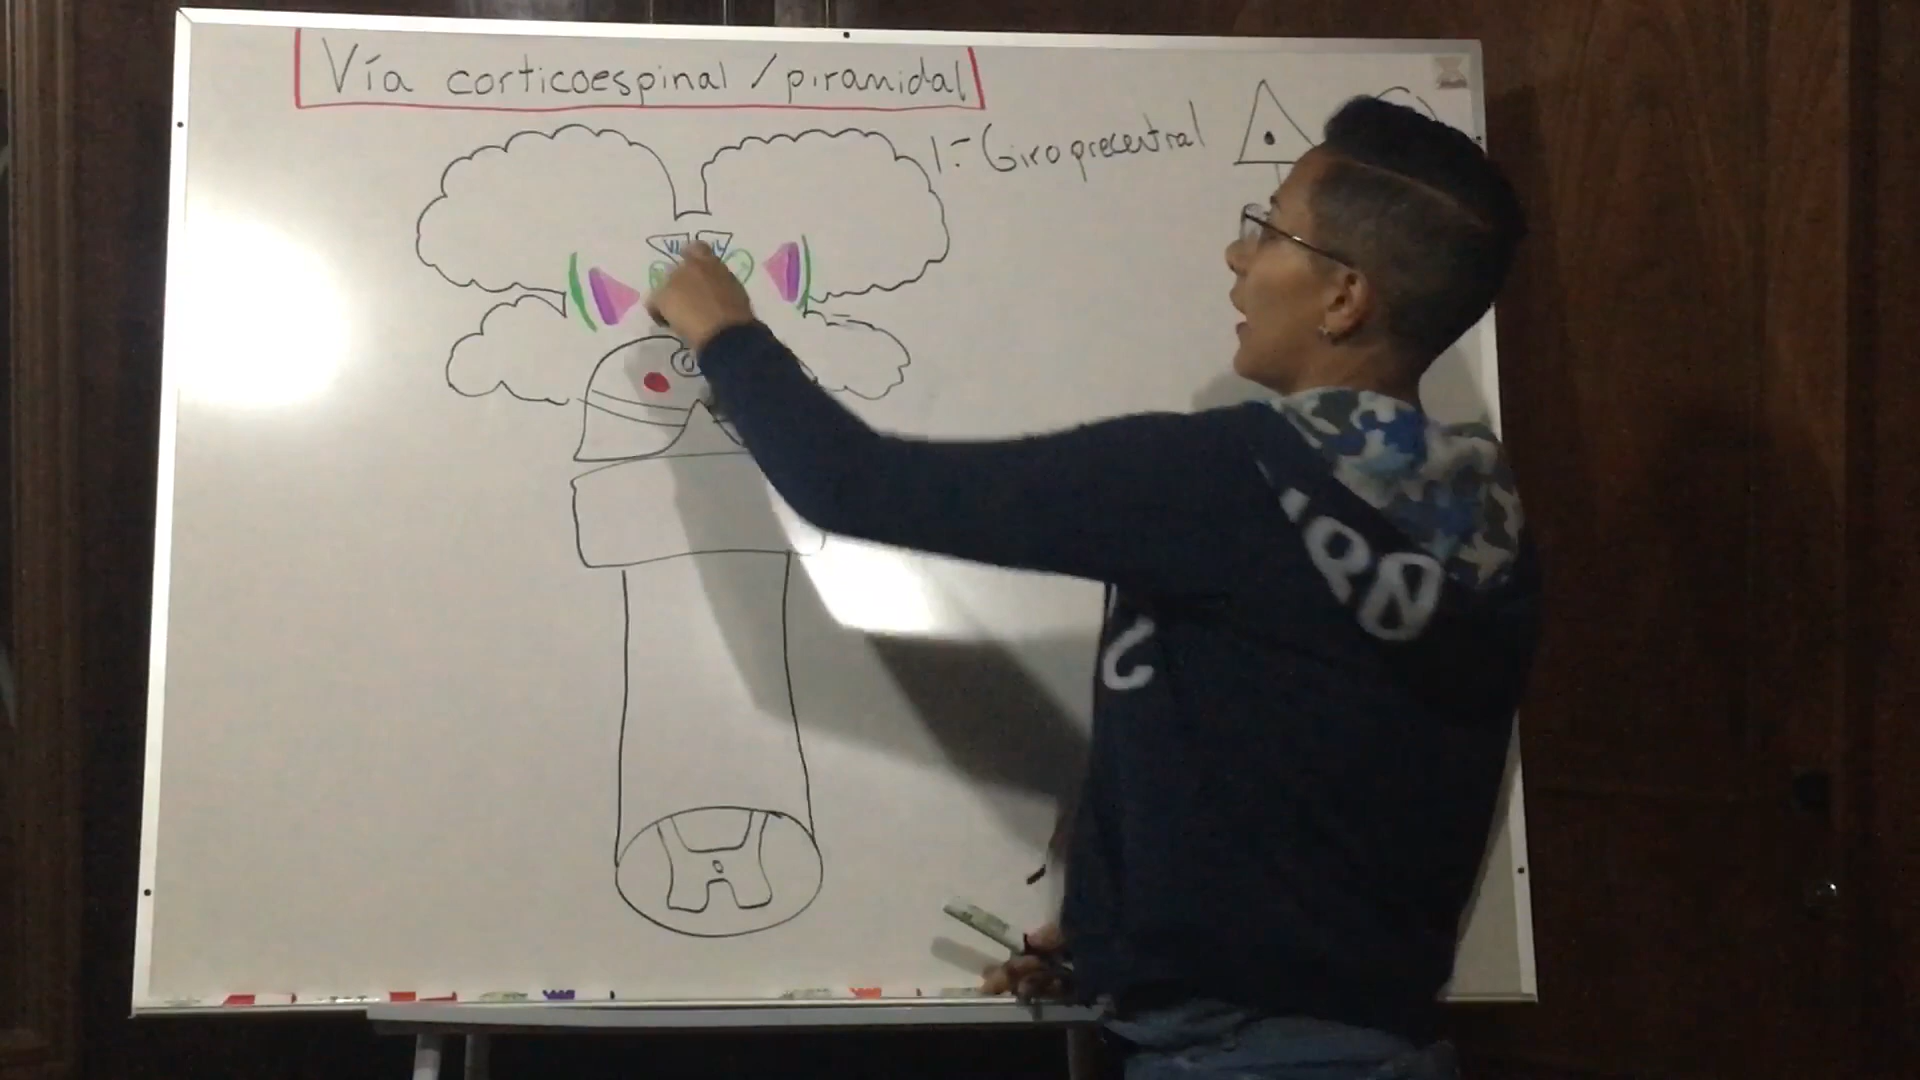 Vía corticoespinal / piramidal
1.- Giro precentral